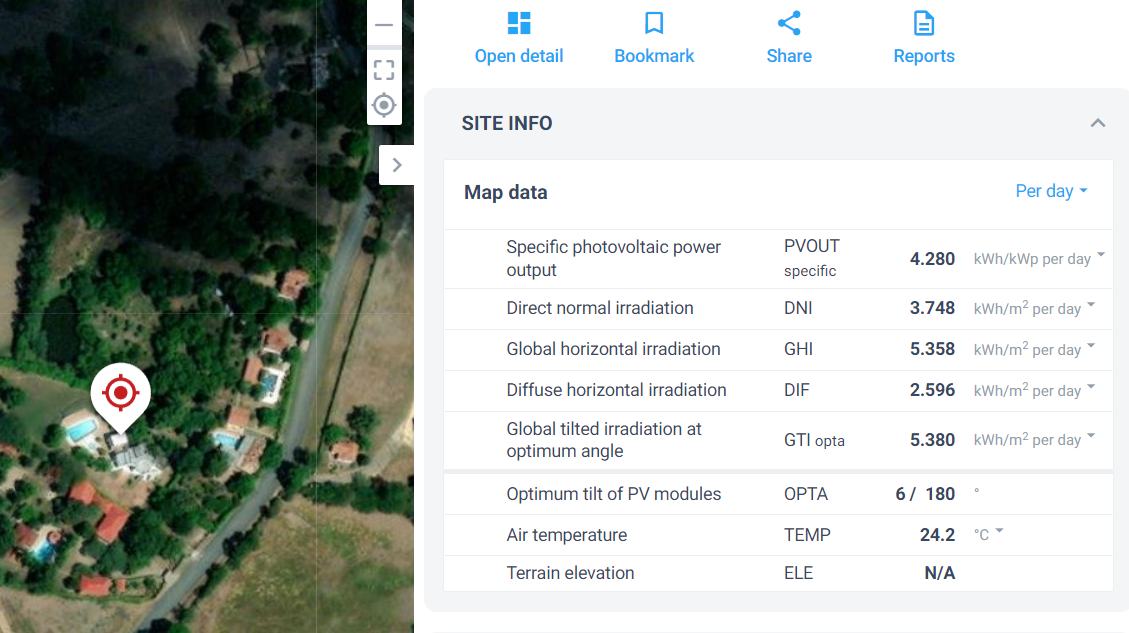 Open detail
Bookmark
Share
Reports
SITE INFO
Map data
Per day
Specific photovoltaic power output PVOUT specific 4.280 kWh/kWp per day
Direct normal irradiation DNI 3.748 kWh/m² per day
Global horizontal irradiation GHI 5.358 kWh/m² per day
Diffuse horizontal irradiation DIF 2.596 kWh/m² per day
Global tilted irradiation at optimum angle GTI opta 5.380 kWh/m² per day
Optimum tilt of PV modules OPTA 6 / 180 °
Air temperature TEMP 24.2 °C
Terrain elevation ELE N/A